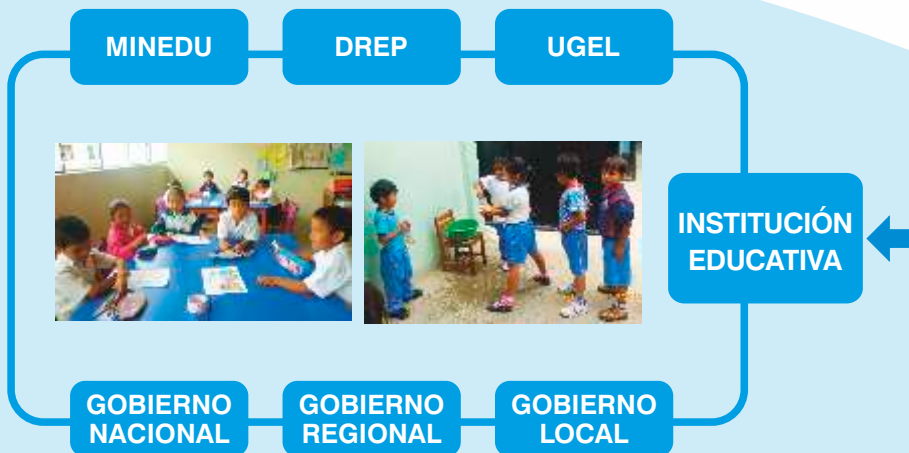 MINEDU
DREP
UGEL
INSTITUCIÓN
EDUCATIVA
GOBIERNO
NACIONAL
GOBIERNO
REGIONAL
GOBIERNO
LOCAL